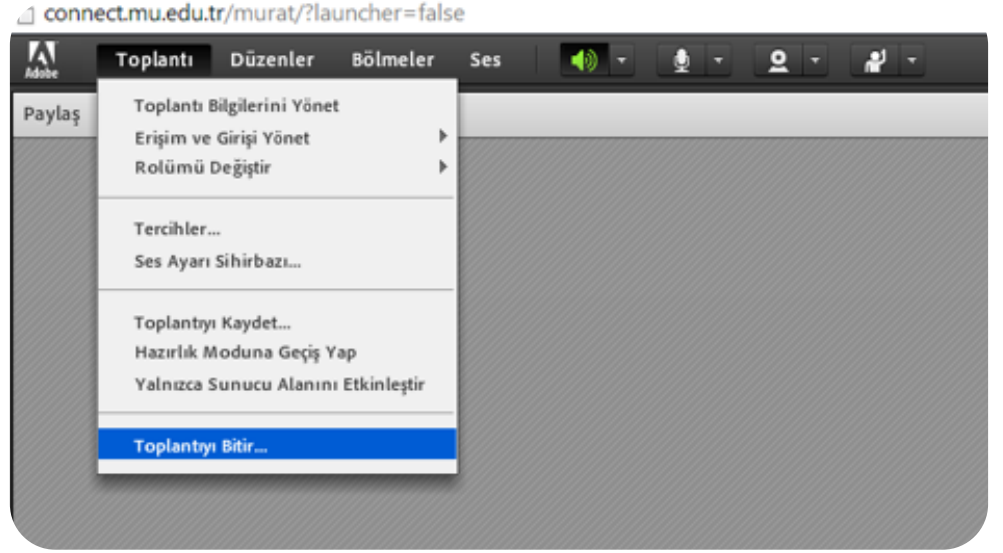 connect.mu.edu.tr/murat/?launcher=false
Adobe Toplantı Düzenler Bölmeler Ses
Paylaş
Toplantı Bilgilerini Yönet
Erişim ve Girişi Yönet
Rolümü Değiştir
Tercihler...
Ses Ayarı Sihirbazı...
Toplantıyı Kaydet...
Hazırlık Moduna Geçiş Yap
Yalnızca Sunucu Alanını Etkinleştir
Toplantıyı Bitir...